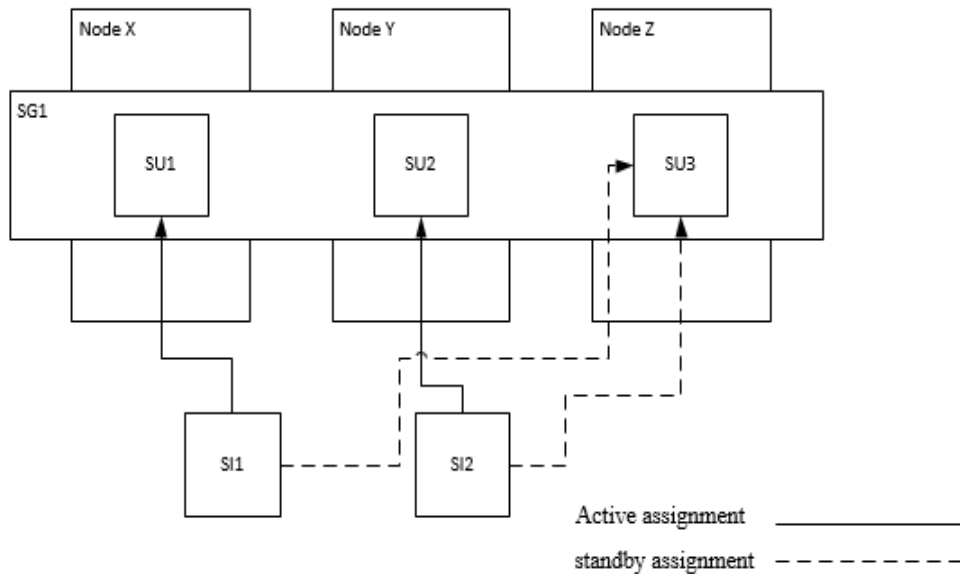 Node X
Node Y
Node Z
SG1
SU1
SU2
SU3
SI1
SI2
Active assignment
standby assignment